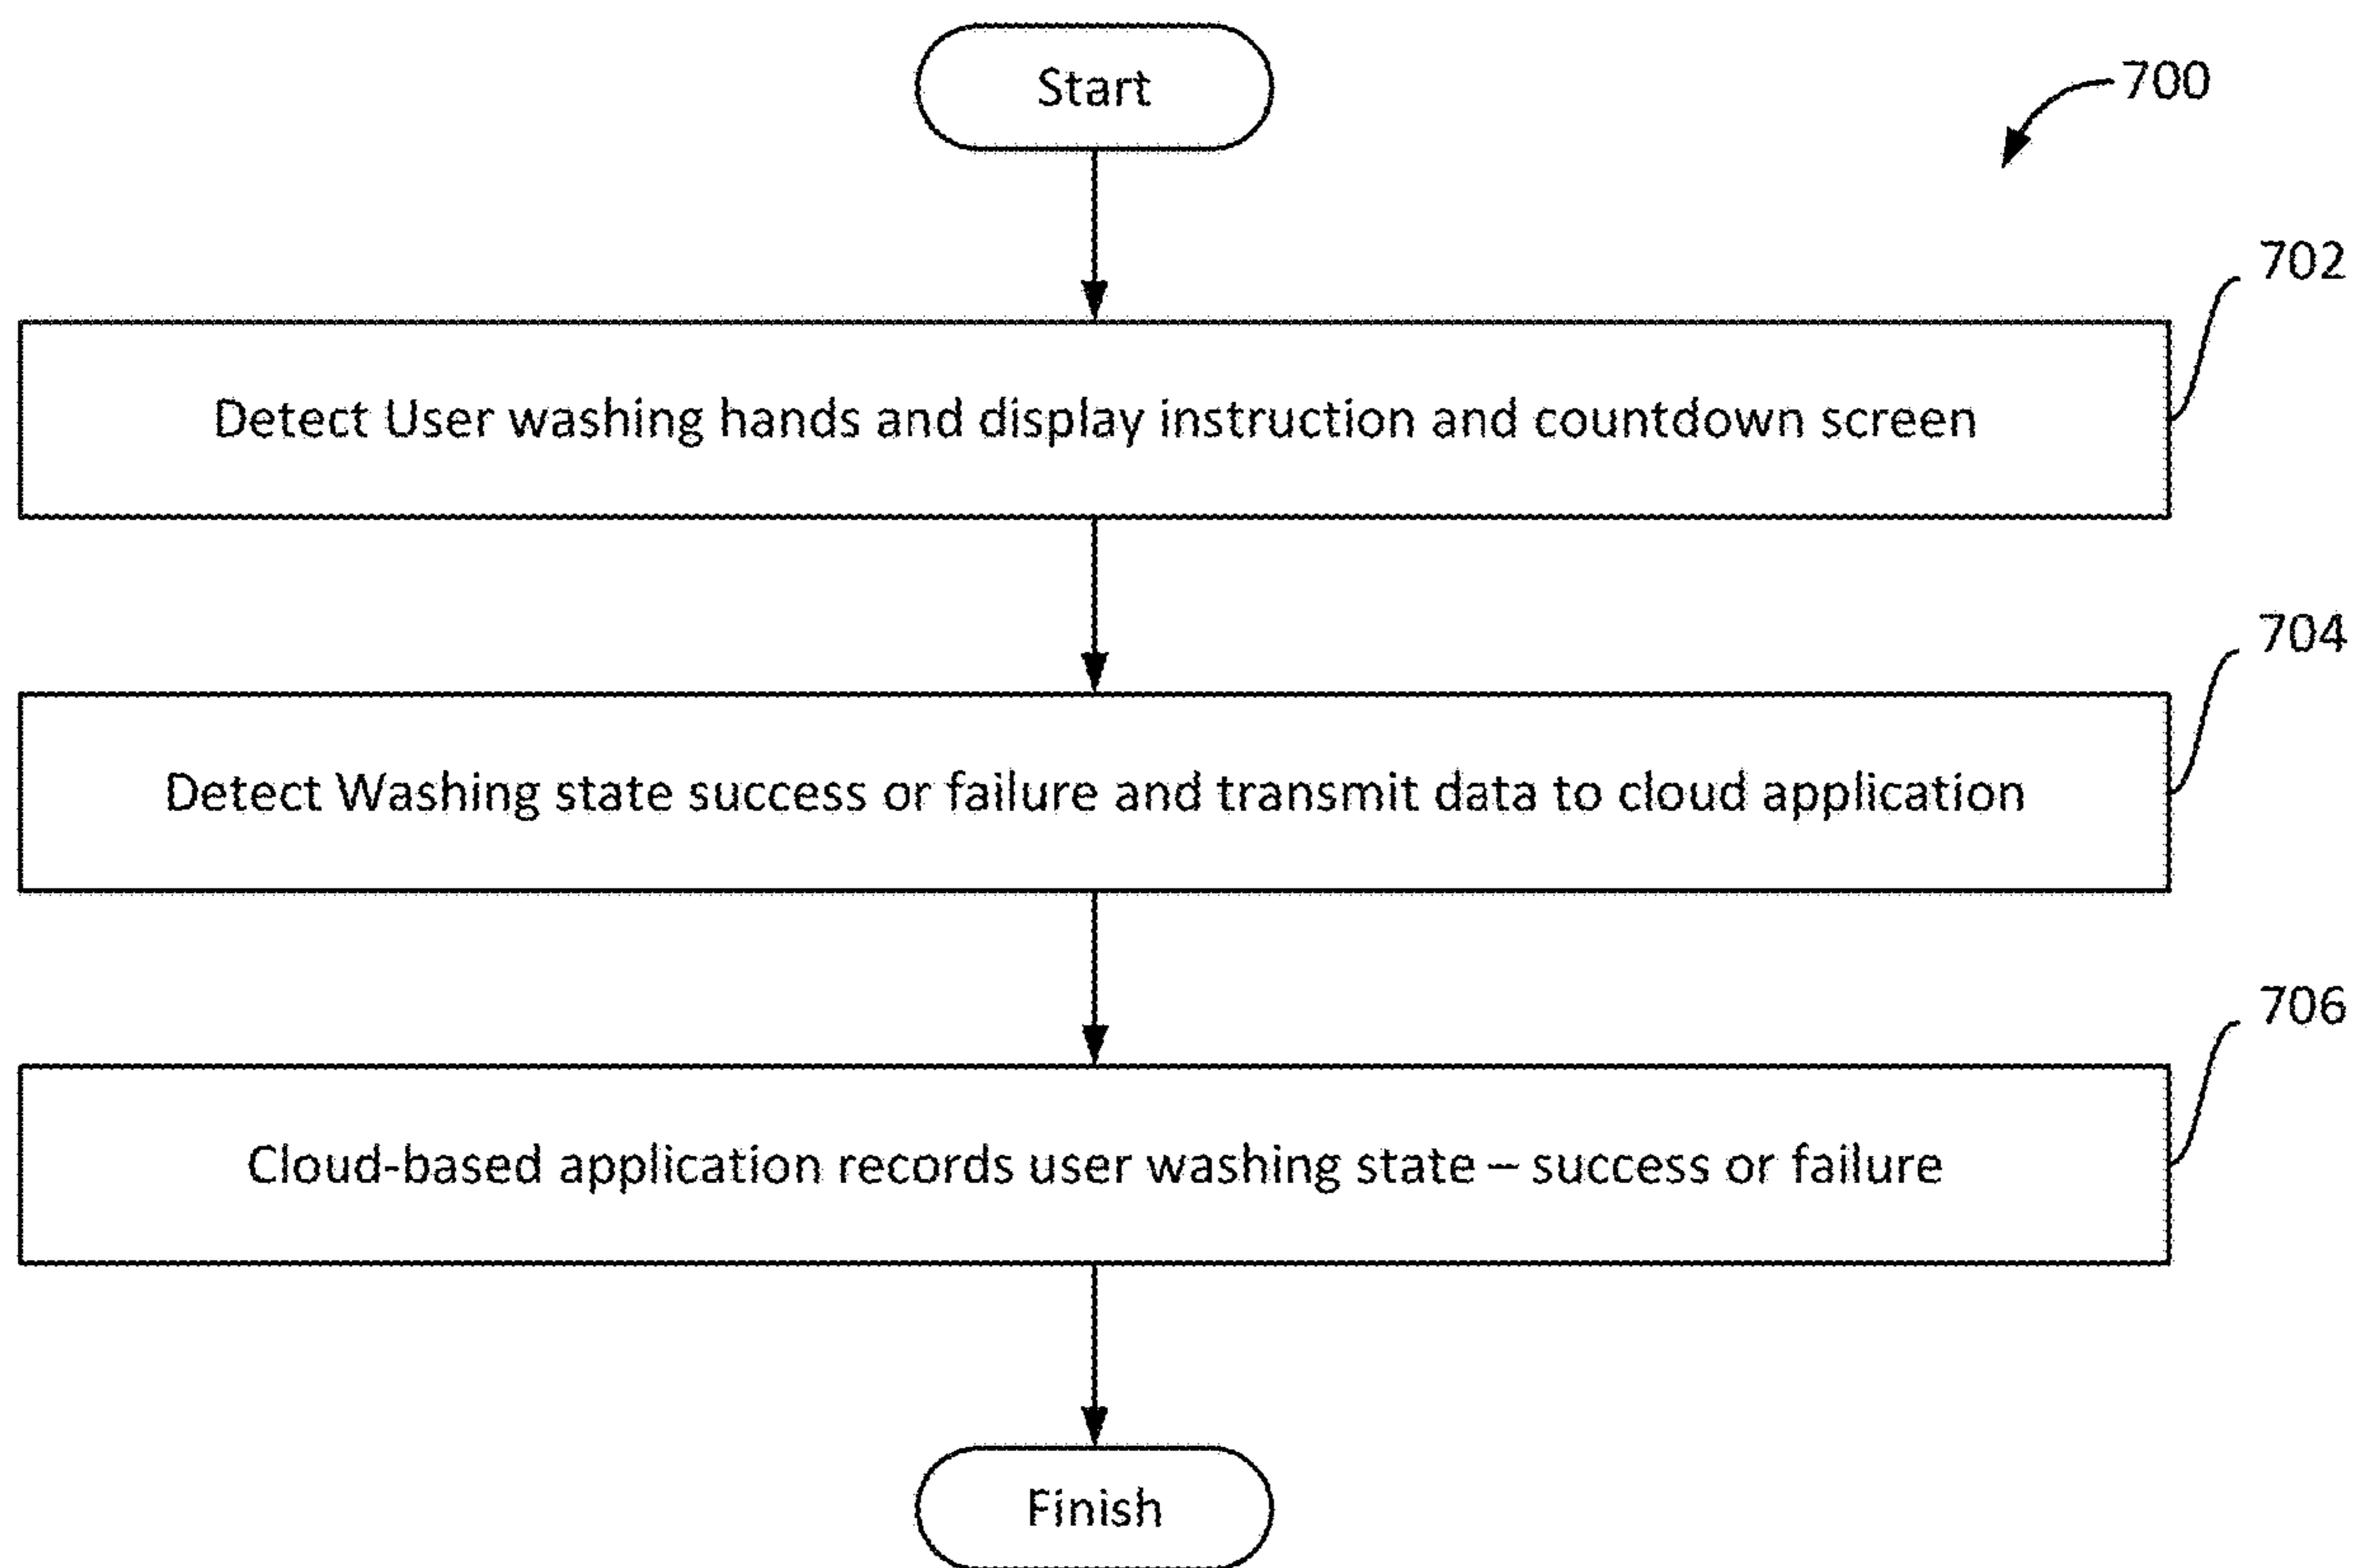 Start
700
702
Detect User washing hands and display instruction and countdown screen
704
Detect Washing state success or failure and transmit data to cloud application
706
Cloud-based application records user washing state – success or failure
Finish